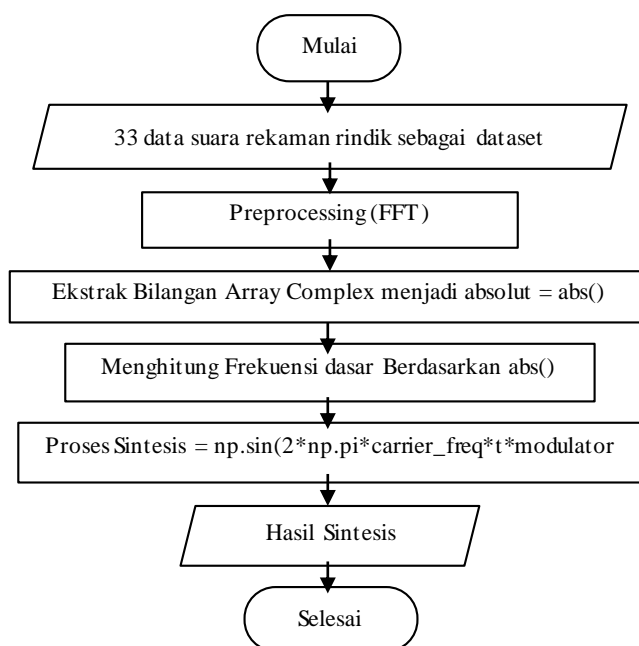 Mulai
33 data suara rekaman rindik sebagai dataset
Preprocessing (FFT)
Ekstrak Bilangan Array Complex menjadi absolut = abs()
Menghitung Frekuensi dasar Berdasarkan abs()
Proses Sintesis = np.sin(2*np.pi*carrier_freq*t*modulator
Hasil Sintesis
Selesai